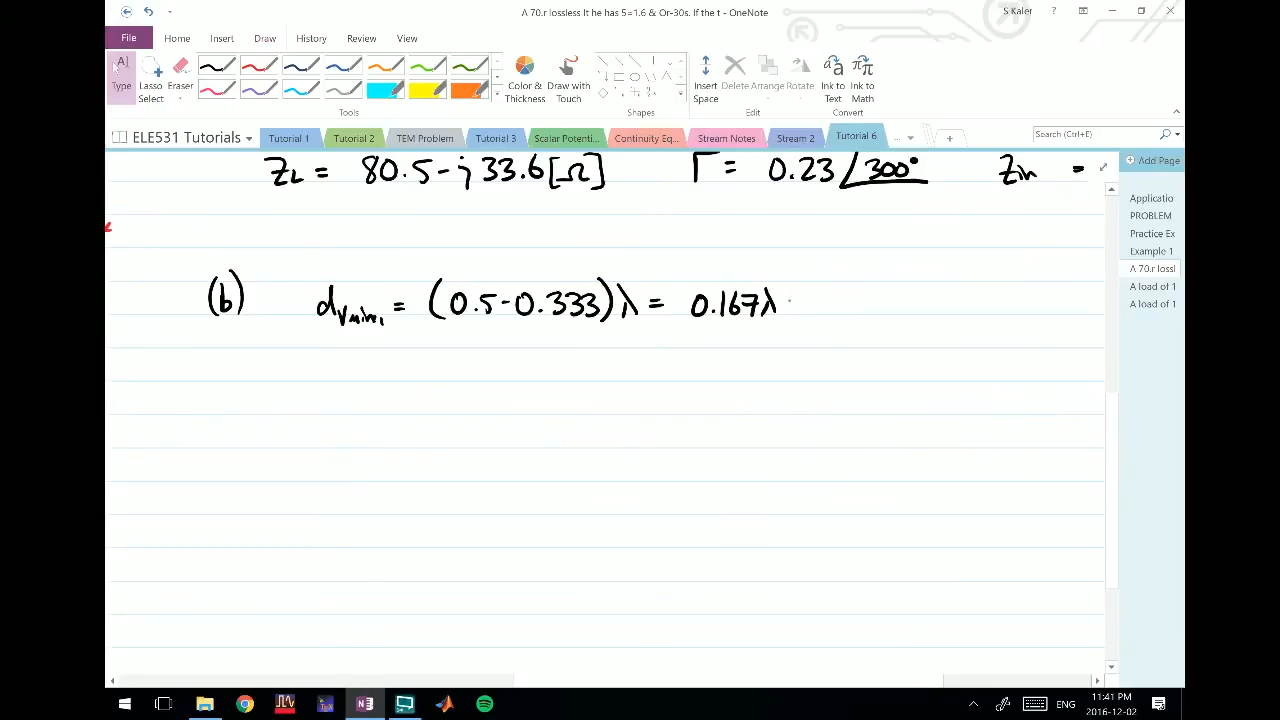 A 70.r lossless lt he has 5=1.6 & Or-30s. If the t - OneNote
S Kaler
?
File Home Insert Draw History Review View
Type
Lasso Select
Eraser
Color & Thickness
Draw with Touch
Insert Space
Delete
Arrange
Rotate
Ink to Text
Ink to Math
Tools
Shapes
Convert
ELE531 Tutorials
Tutorial 1
Tutorial 2
TEM Problem
Tutorial 3
Scalar Potenti...
Continuity Eq...
Stream Notes
Stream 2
Tutorial 6
...
Search (Ctrl+E)
Add Page
Applicatio
PROBLEM
Practice Ex
Example 1
A 70.r lossl
A load of 1
A load of 1
ZL = 80.5-j33.6[Ω] Γ = 0.23∠300° Zin =
(b) dVmin1 = (0.5-0.333)λ = 0.167λ
ENG
11:41 PM
2016-12-02